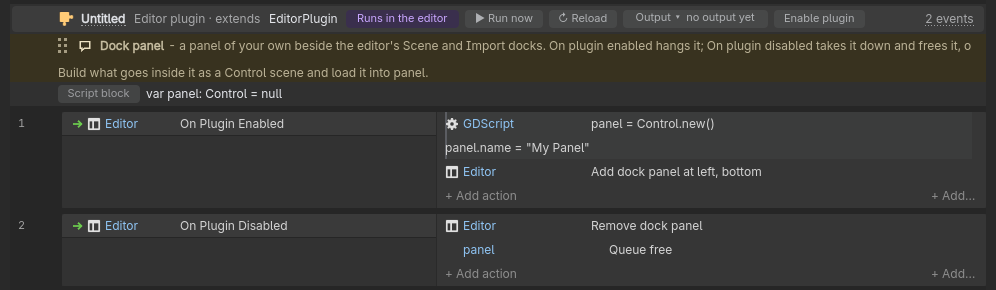 Untitled Editor plugin · extends EditorPlugin Runs in the editor Run now Reload Output no output yet Enable plugin 2 events
Dock panel - a panel of your own beside the editor's Scene and Import docks. On plugin enabled hangs it; On plugin disabled takes it down and frees it, o
Build what goes inside it as a Control scene and load it into panel.
Script block var panel: Control = null
1 Editor On Plugin Enabled GDScript panel = Control.new()
panel.name = "My Panel"
Editor Add dock panel at left, bottom
+ Add action + Add...
2 Editor On Plugin Disabled Editor Remove dock panel
panel Queue free
+ Add action + Add...